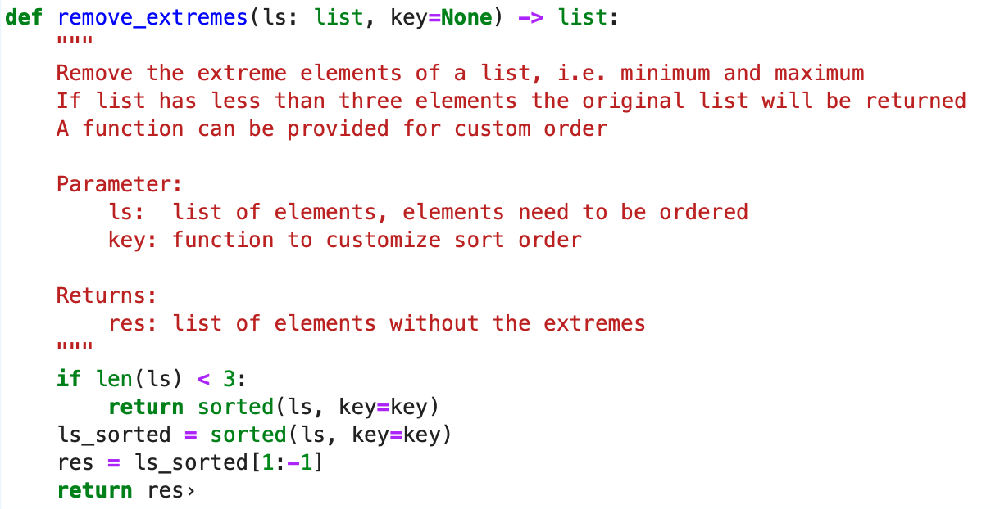 def remove_extremes(ls: list, key=None) -> list:
    """
    Remove the extreme elements of a list, i.e. minimum and maximum
    If list has less than three elements the original list will be returned
    A function can be provided for custom order

    Parameter:
        ls:  list of elements, elements need to be ordered
        key: function to customize sort order

    Returns:
        res: list of elements without the extremes
    """
    if len(ls) < 3:
        return sorted(ls, key=key)
    ls_sorted = sorted(ls, key=key)
    res = ls_sorted[1:-1]
    return res›